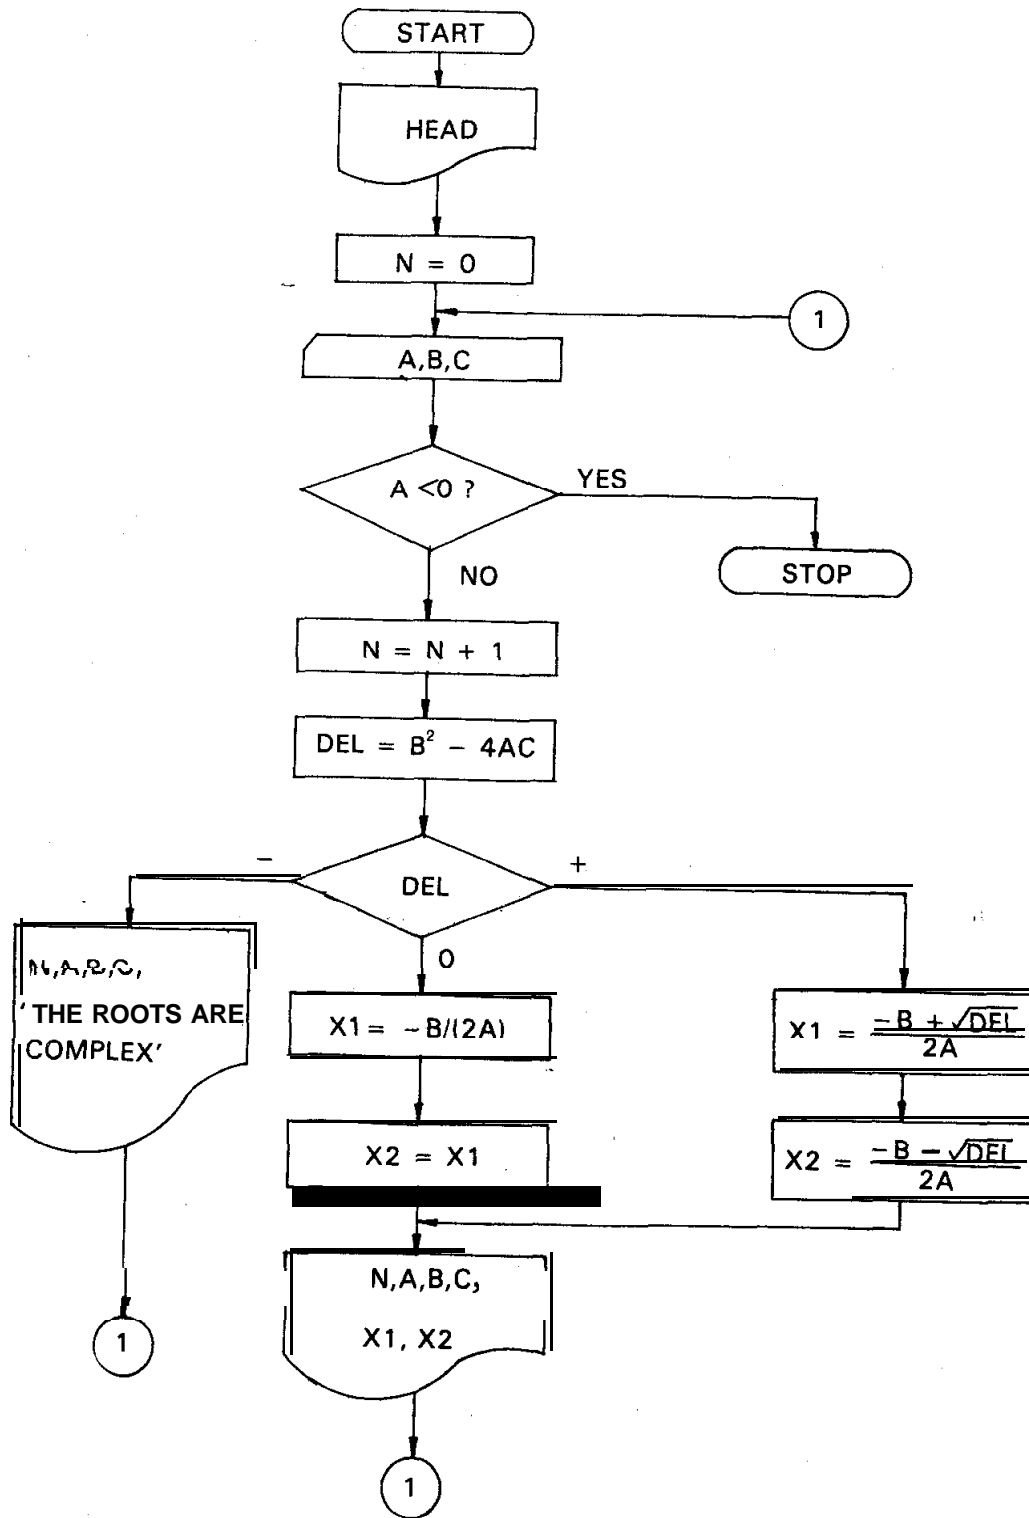 START
HEAD
N = 0
1
A,B,C
A <0 ?
YES
STOP
NO
N = N + 1
DEL = B² - 4AC
DEL
-
+
0
N,A,B,C,
'THE ROOTS ARE
COMPLEX'
X1 = -B/(2A)
X1 = -B + √DEL
2A
X2 = X1
X2 = -B - √DEL
2A
N,A,B,C,
X1, X2
1
1